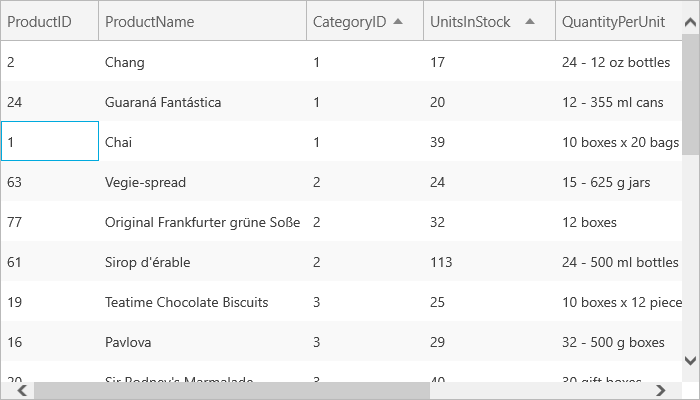 ProductID ProductName CategoryID UnitsInStock QuantityPerUnit
2 Chang 1 17 24 - 12 oz bottles
24 Guaraná Fantástica 1 20 12 - 355 ml cans
1 Chai 1 39 10 boxes x 20 bags
63 Vegie-spread 2 24 15 - 625 g jars
77 Original Frankfurter grüne Soße 2 32 12 boxes
61 Sirop d'érable 2 113 24 - 500 ml bottles
19 Teatime Chocolate Biscuits 3 25 10 boxes x 12 piece
16 Pavlova 3 29 32 - 500 g boxes
20 Sir Rodney's Marmalade 3 40 30 gift boxes